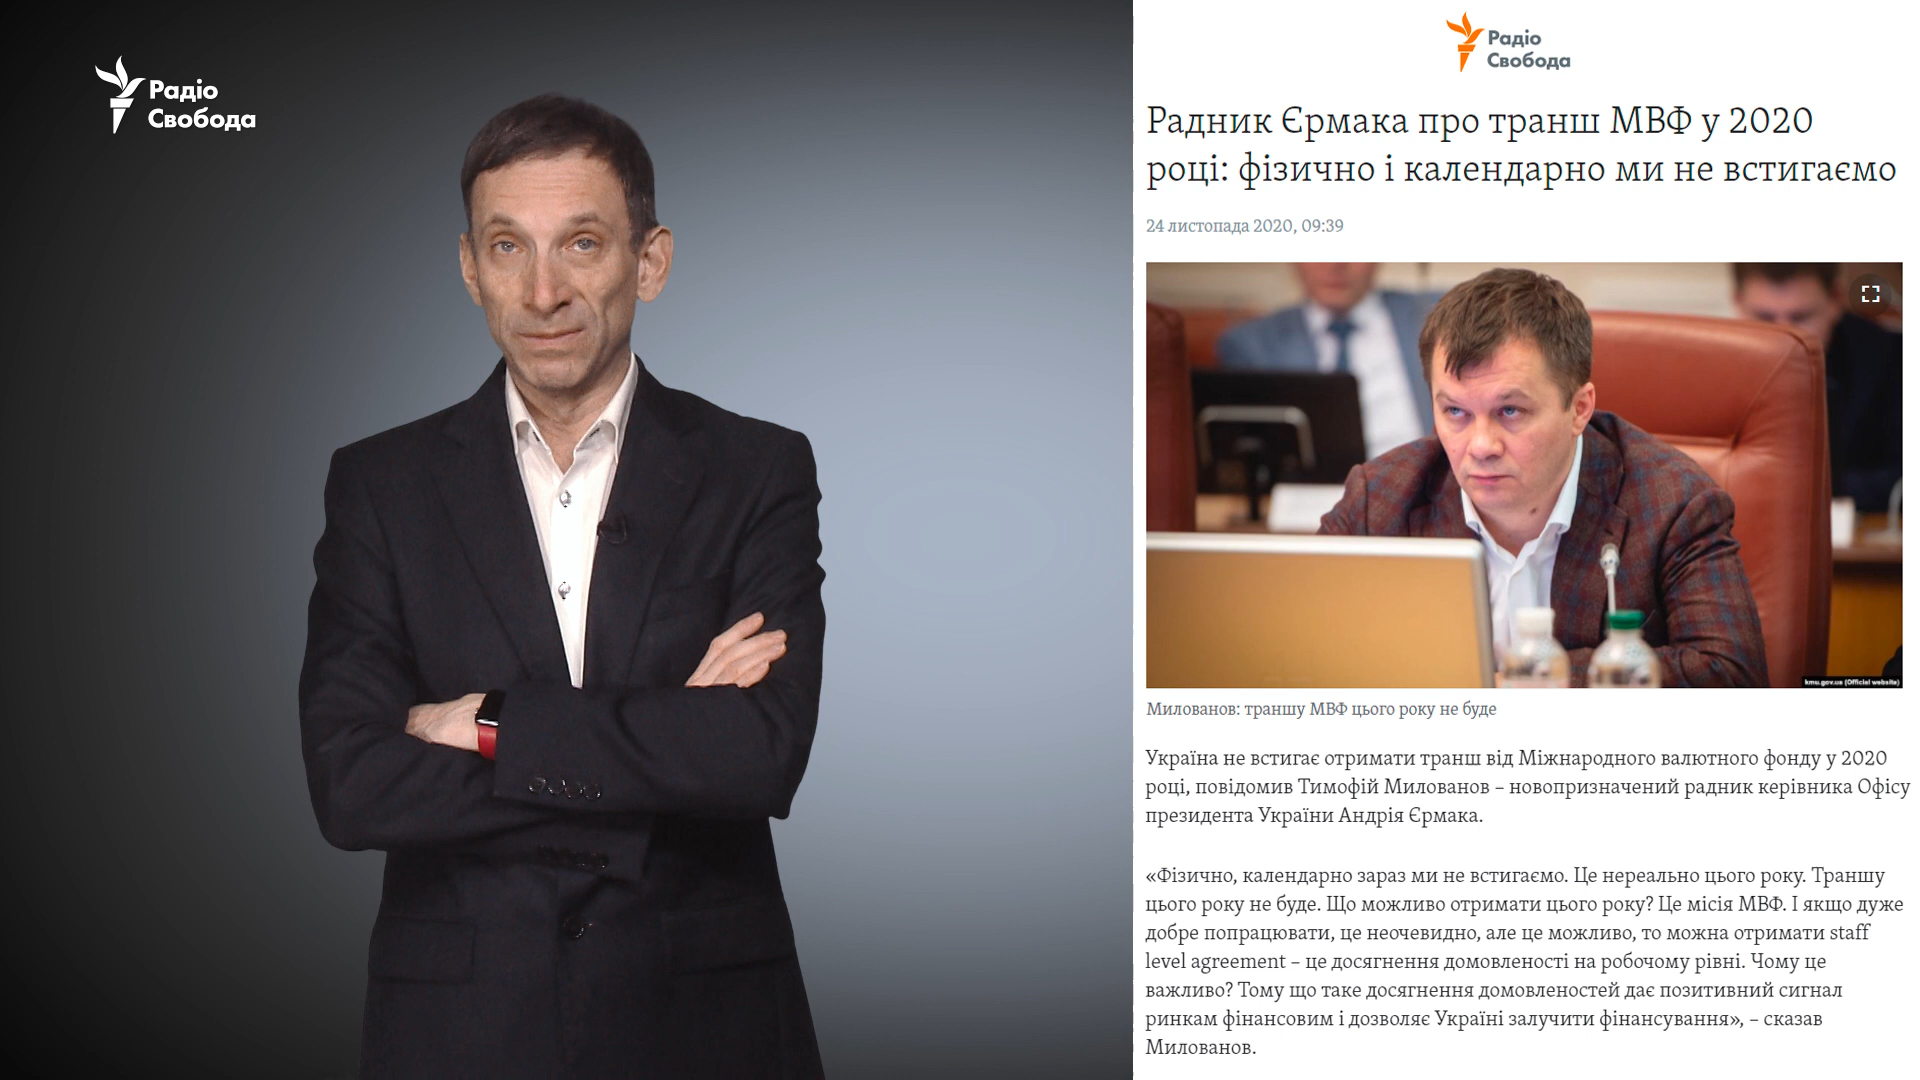 Радіо
Свобода
Радіо
Свобода
Радник Єрмака про транш МВФ у 2020
році: фізично і календарно ми не встигаємо
24 листопада 2020, 09:39
kmu.gov.ua (Official website)
Милованов: траншу МВФ цього року не буде
Україна не встигає отримати транш від Міжнародного валютного фонду у 2020
році, повідомив Тимофій Милованов – новопризначений радник керівника Офісу
президента України Андрія Єрмака.
«Фізично, календарно зараз ми не встигаємо. Це нереально цього року. Траншу
цього року не буде. Що можливо отримати цього року? Це місія МВФ. І якщо дуже
добре попрацювати, це неочевидно, але це можливо, то можна отримати staff
level agreement – це досягнення домовленості на робочому рівні. Чому це
важливо? Тому що таке досягнення домовленостей дає позитивний сигнал
ринкам фінансовим і дозволяє Україні залучити фінансування», – сказав
Милованов.